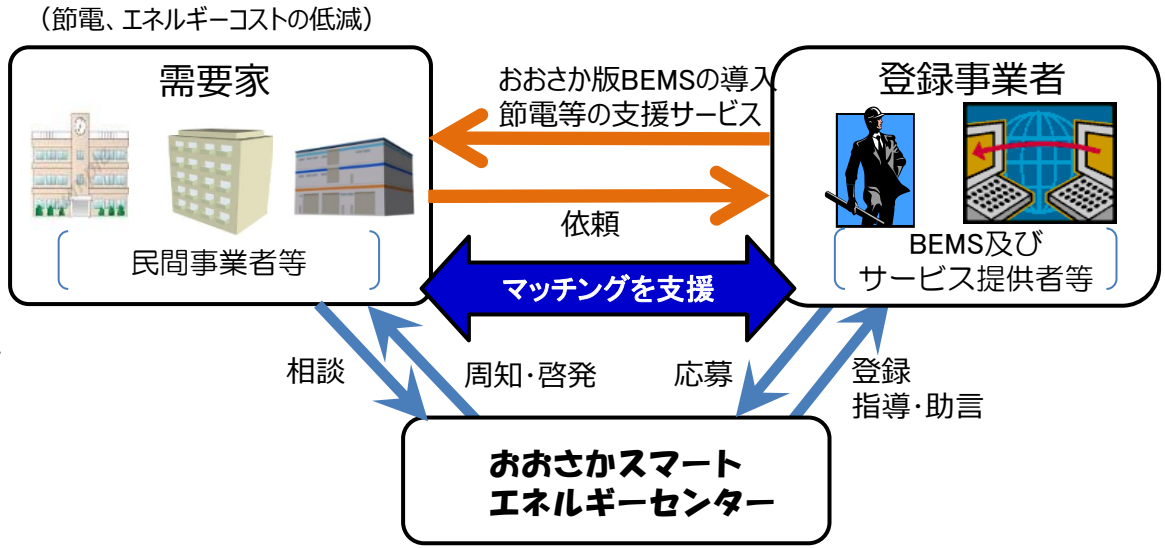 （節電、エネルギーコストの低減）
需要家
民間事業者等
おおさか版BEMSの導入
節電等の支援サービス
依頼
マッチングを支援
登録事業者
BEMS及び
サービス提供者等
相談
周知・啓発
応募
登録
指導・助言
おおさかスマート
エネルギーセンター